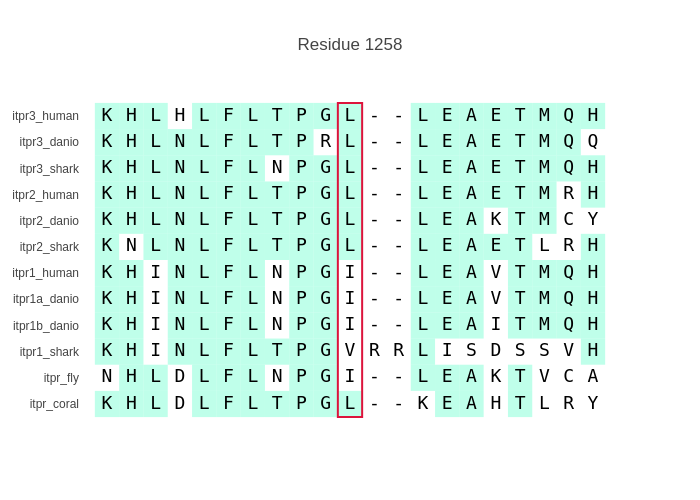 Residue 1258
itpr3_human K H L H L F L T P G L - - L E A E T M Q H
itpr3_danio K H L N L F L T P R L - - L E A E T M Q Q
itpr3_shark K H L N L F L N P G L - - L E A E T M Q H
itpr2_human K H L N L F L T P G L - - L E A E T M R H
itpr2_danio K H L N L F L T P G L - - L E A K T M C Y
itpr2_shark K N L N L F L T P G L - - L E A E T L R H
itpr1_human K H I N L F L N P G I - - L E A V T M Q H
itpr1a_danio K H I N L F L N P G I - - L E A V T M Q H
itpr1b_danio K H I N L F L N P G I - - L E A I T M Q H
itpr1_shark K H I N L F L T P G V R R L I S D S S V H
itpr_fly N H L D L F L N P G I - - L E A K T V C A
itpr_coral K H L D L F L T P G L - - K E A H T L R Y